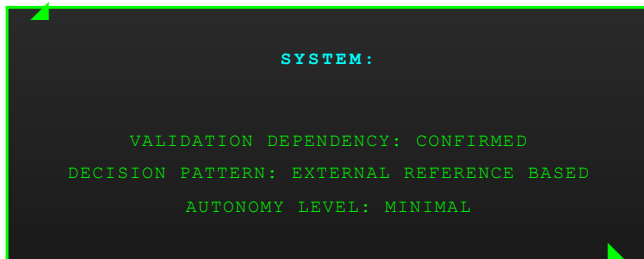 SYSTEM:
VALIDATION DEPENDENCY: CONFIRMED
DECISION PATTERN: EXTERNAL REFERENCE BASED
AUTONOMY LEVEL: MINIMAL